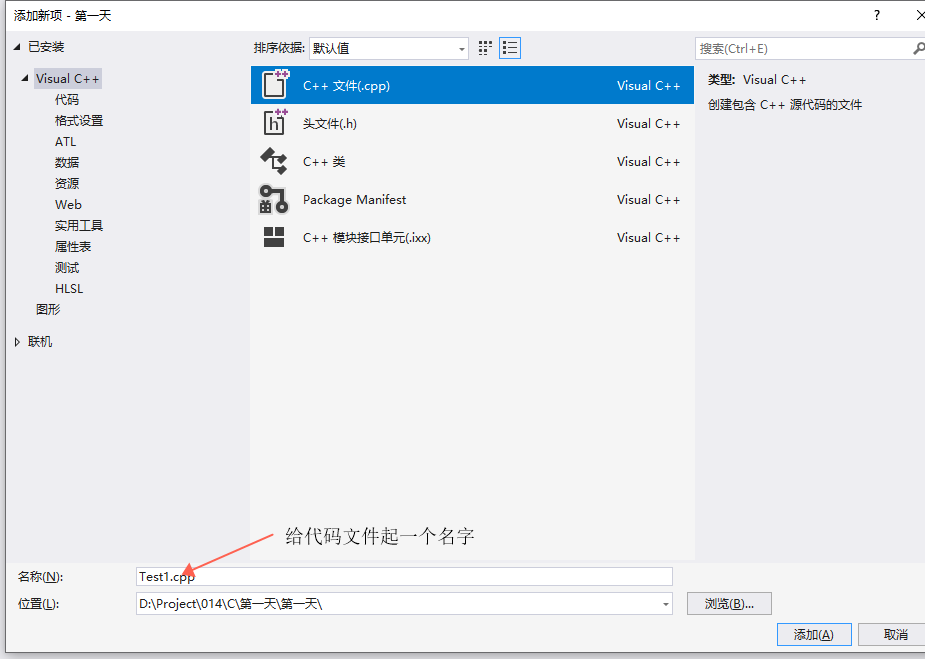 添加新项 - 第一天
?
已安装
排序依据: 默认值
搜索(Ctrl+E)
Visual C++
代码
格式设置
ATL
数据
资源
Web
实用工具
属性表
测试
HLSL
图形
联机
C++ 文件(.cpp) Visual C++
头文件(.h) Visual C++
C++ 类 Visual C++
Package Manifest Visual C++
C++ 模块接口单元(.ixx) Visual C++
类型: Visual C++
创建包含 C++ 源代码的文件
给代码文件起一个名字
名称(N): Test1.cpp
位置(L): D:\Project\014\C\第一天\第一天\
浏览(B)...
添加(A) 取消